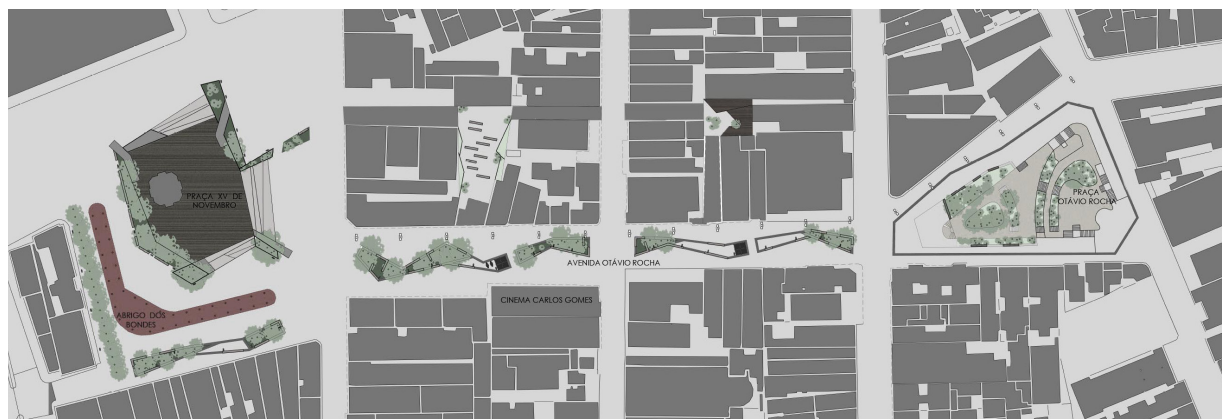 PRAÇA XV DE
NOVEMBRO
ABRIGO DOS
BONDES
AVENIDA OTÁVIO ROCHA
CINEMA CARLOS GOMES
PRAÇA
OTÁVIO ROCHA